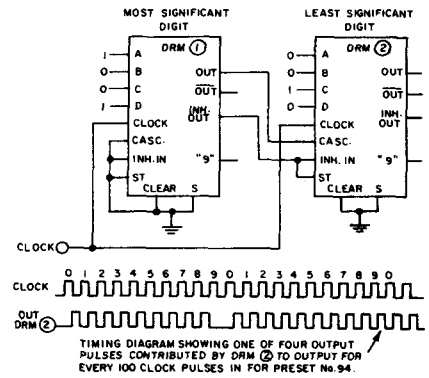 MOST SIGNIFICANT DIGIT
LEAST SIGNIFICANT DIGIT
DRM ①
1 A
0 B OUT
0 C OUT
1 D INH. OUT
CLOCK
CASC.
INH. IN "9"
ST
CLEAR S
DRM ②
0 A
0 B OUT
1 C OUT
0 D INH. OUT
CLOCK
CASC.
INH. IN "9"
ST
CLEAR S
CLOCK
0 1 2 3 4 5 6 7 8 9 0 1 2 3 4 5 6 7 8 9 0
CLOCK
OUT
DRM ②
TIMING DIAGRAM SHOWING ONE OF FOUR OUTPUT
PULSES CONTRIBUTED BY DRM ② TO OUTPUT FOR
EVERY 100 CLOCK PULSES IN FOR PRESET No. 94.